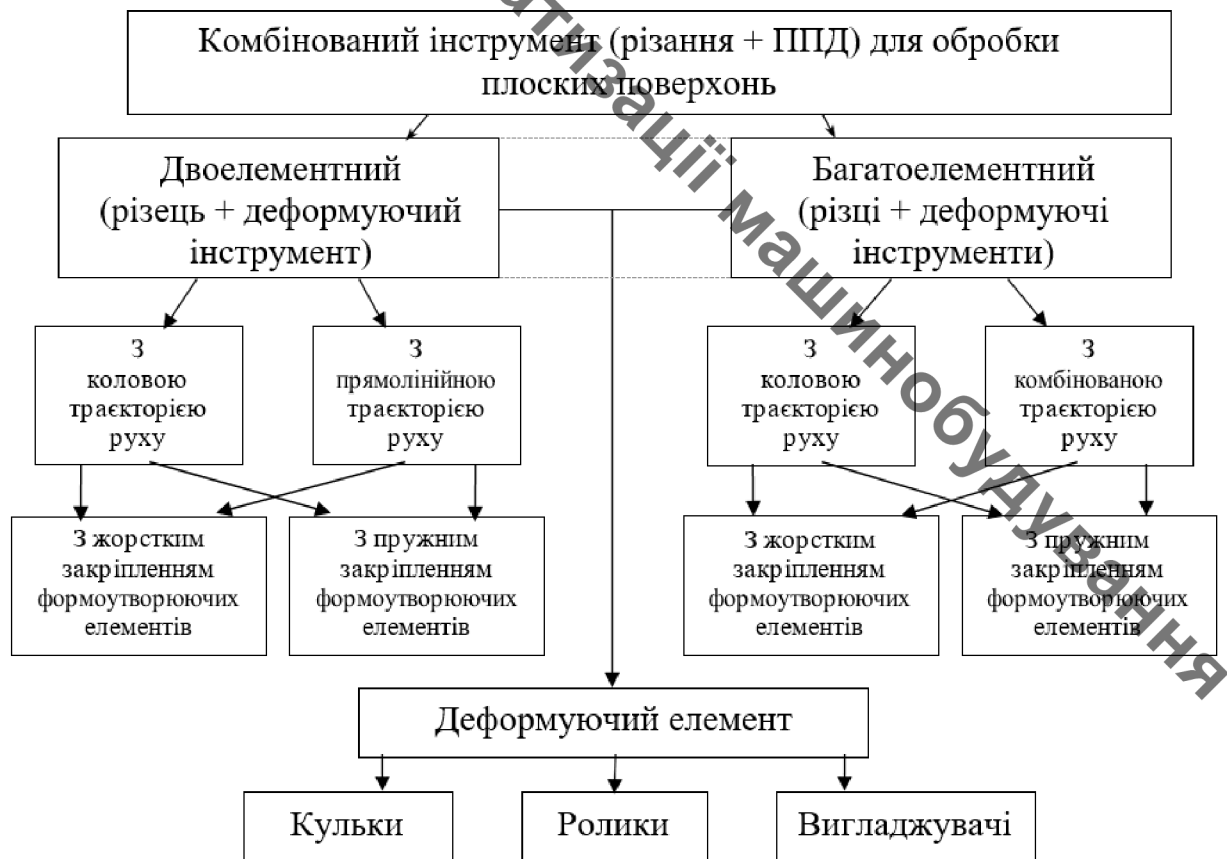 Комбінований інструмент (різання + ППД) для обробки
плоских поверхонь
Двоелементний
(різець + деформуючий
інструмент)
Багатоелементний
(різці + деформуючі
інструменти)
З
коловою
траєкторією
руху
З
прямолінійною
траєкторією
руху
З
коловою
траєкторією
руху
З
комбінованою
траєкторією
руху
З жорстким
закріпленням
формоутворюючих
елементів
З пружним
закріпленням
формоутворюючих
елементів
З жорстким
закріпленням
формоутворюючих
елементів
З пружним
закріпленням
формоутворюючих
елементів
Деформуючий елемент
Кульки
Ролики
Вигладжувачі
машинобудування